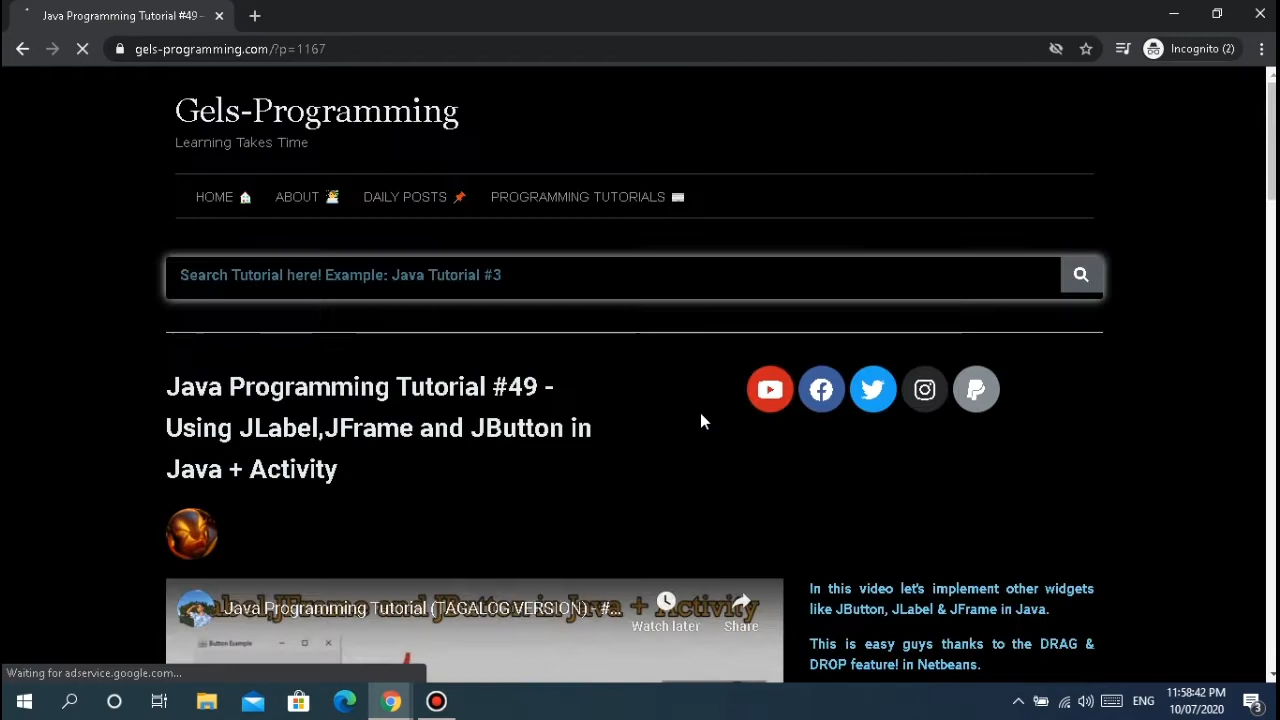 Java Programming Tutorial #49 -
gels-programming.com/?p=1167
Incognito (2)
Gels-Programming
Learning Takes Time
HOME ABOUT DAILY POSTS PROGRAMMING TUTORIALS
Search Tutorial here! Example: Java Tutorial #3
Java Programming Tutorial #49 -
Using JLabel,JFrame and JButton in
Java + Activity
Java Programming Tutorial (TAGALOG VERSION): #...
Watch later
Share
Button Example
In this video let's implement other widgets
like JButton, JLabel & JFrame in Java.
This is easy guys thanks to the DRAG &
DROP feature! in Netbeans.
Waiting for adservice.google.com...
ENG
11:58:42 PM
10/07/2020
3